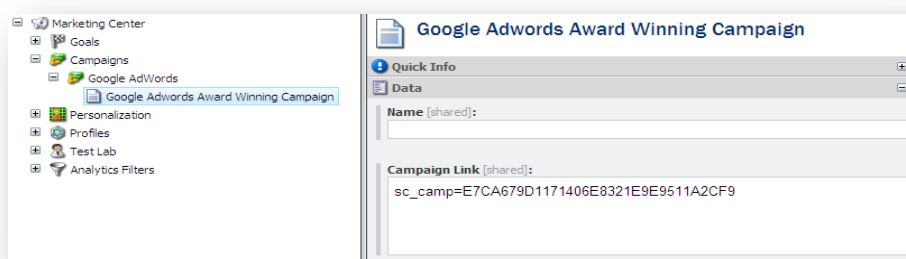 Marketing Center
Goals
Campaigns
Google AdWords
Google Adwords Award Winning Campaign
Personalization
Profiles
Test Lab
Analytics Filters
Google Adwords Award Winning Campaign
Quick Info
Data
Name [shared]:
Campaign Link [shared]:
sc_camp=E7CA679D1171406E8321E9E9511A2CF9